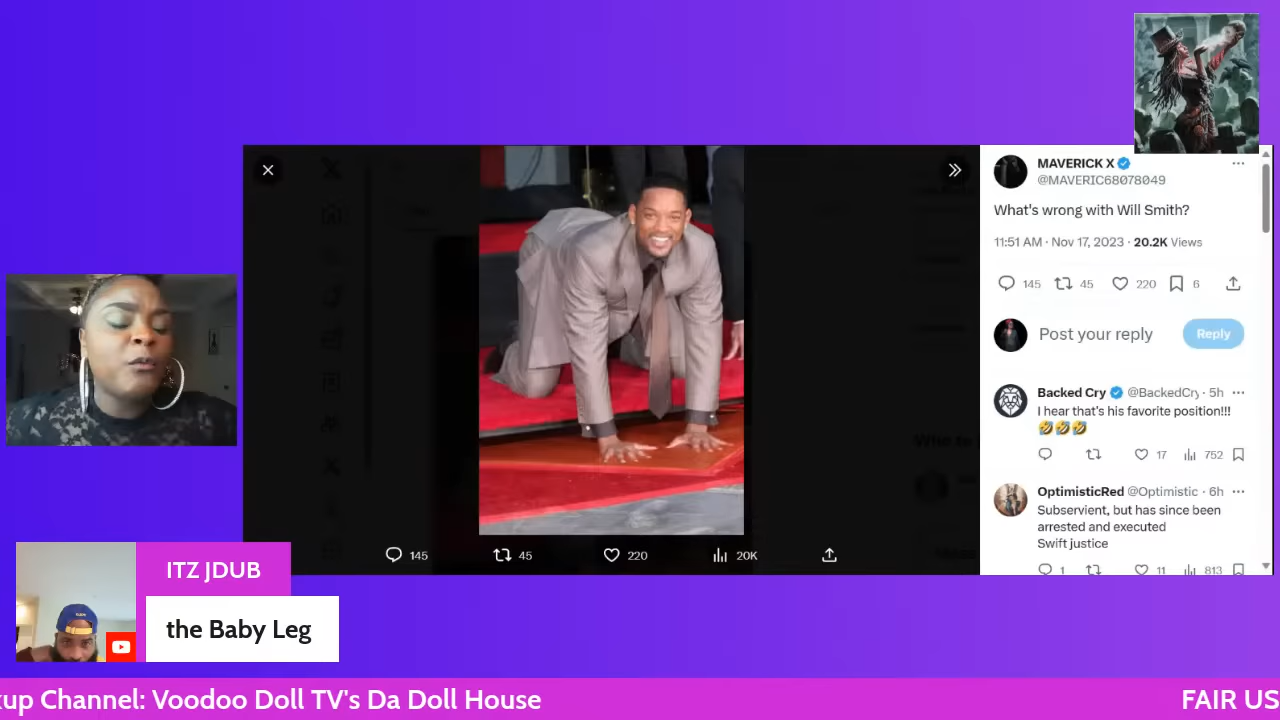 MAVERICK X
@MAVERIC68078049
What's wrong with Will Smith?
11:51 AM · Nov 17, 2023 · 20.2K Views
145 45 220 6
Post your reply Reply
Backed Cry @BackedCry · 5h
I hear that's his favorite position!!!
🤣🤣🤣
17 752
OptimisticRed @Optimistic · 6h
Subservient, but has since been
arrested and executed
Swift justice
1 11 813
145 45 220 20K
ITZ JDUB
the Baby Leg
kup Channel: Voodoo Doll TV's Da Doll House
FAIR US